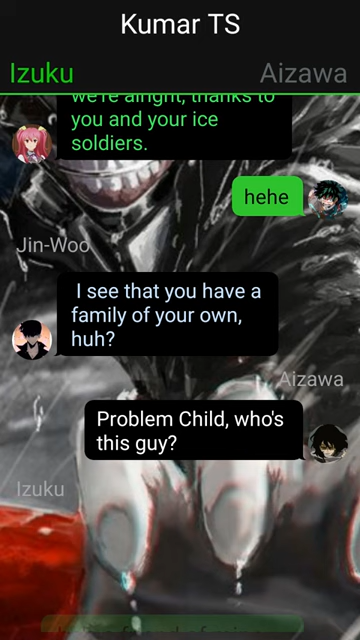 Kumar TS
Izuku
Aizawa
we're alright, thanks to
you and your ice
soldiers.
hehe
Jin-Woo
I see that you have a
family of your own,
huh?
Aizawa
Problem Child, who's
this guy?
Izuku